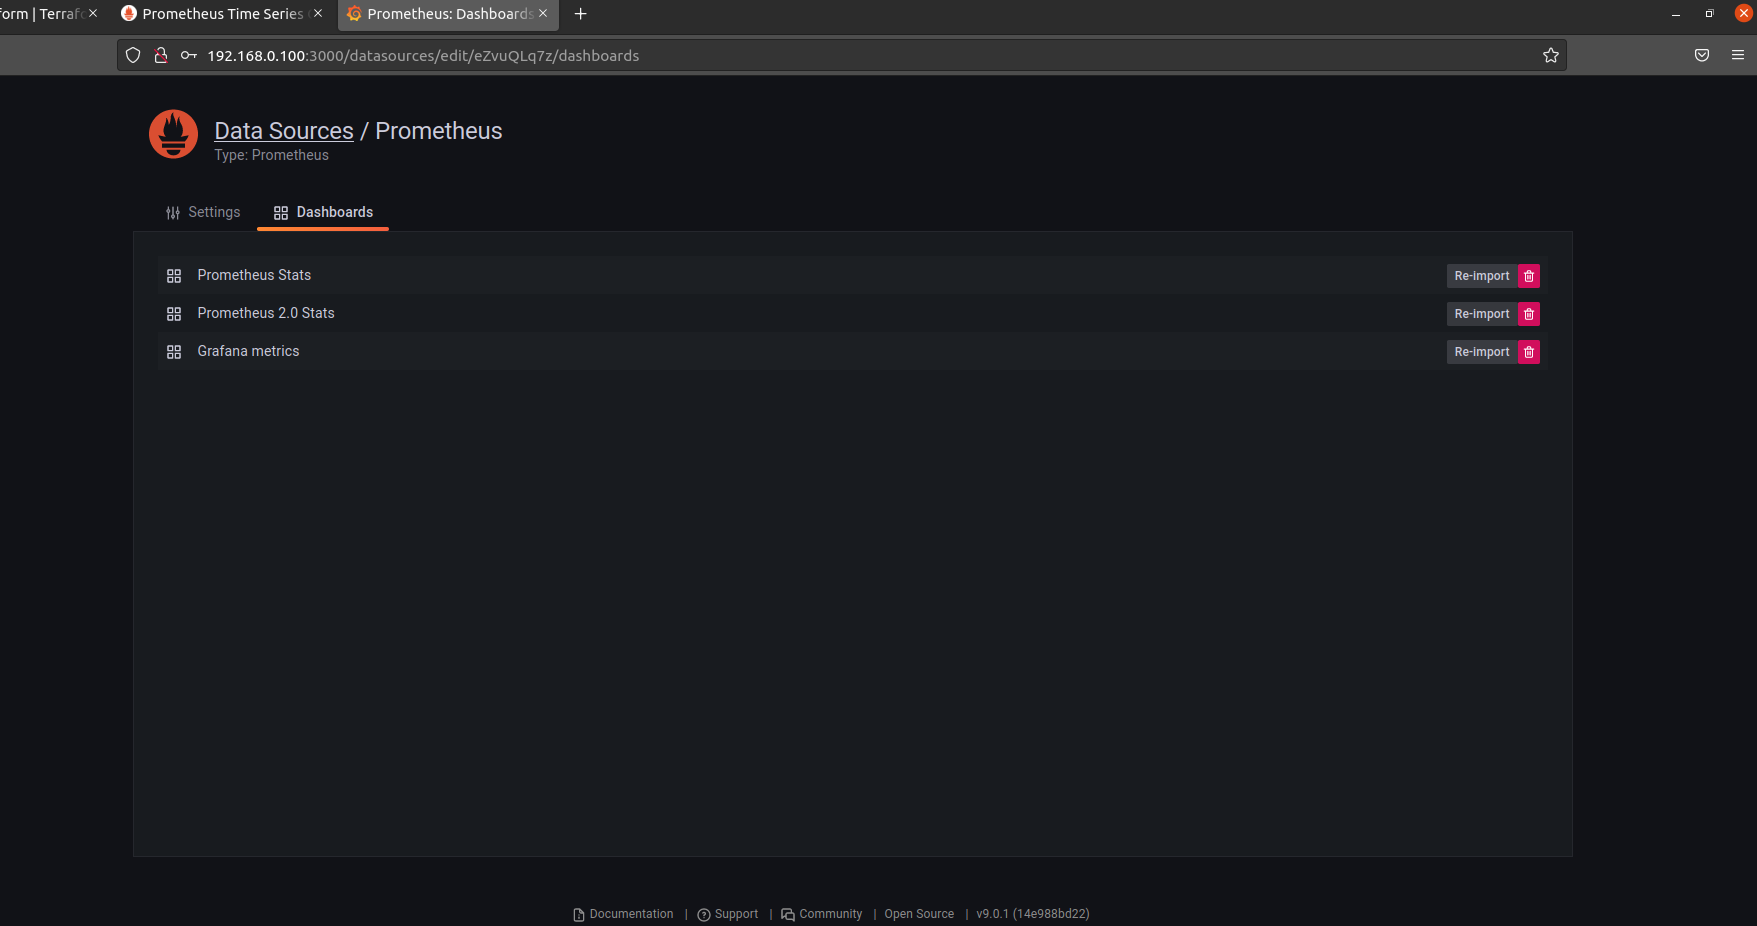 form | Terrafo
Prometheus Time Series
Prometheus: Dashboards
192.168.0.100:3000/datasources/edit/eZvuQLq7z/dashboards
Data Sources / Prometheus
Type: Prometheus
Settings
Dashboards
Prometheus Stats
Re-import
Prometheus 2.0 Stats
Re-import
Grafana metrics
Re-import
Documentation | Support | Community | Open Source | v9.0.1 (14e988bd22)